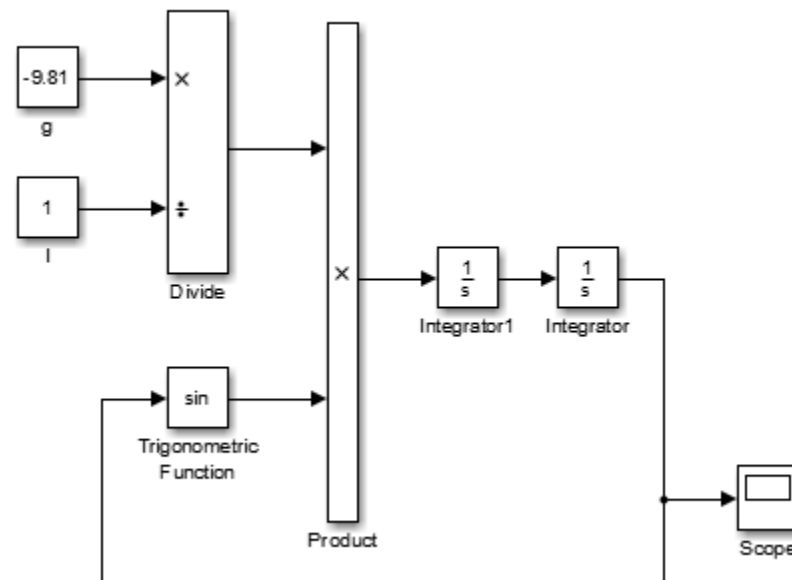 -9.81
×
g
1
÷
l
Divide
×
1
s
1
s
Integrator1
Integrator
sin
Trigonometric
Function
Product
Scope